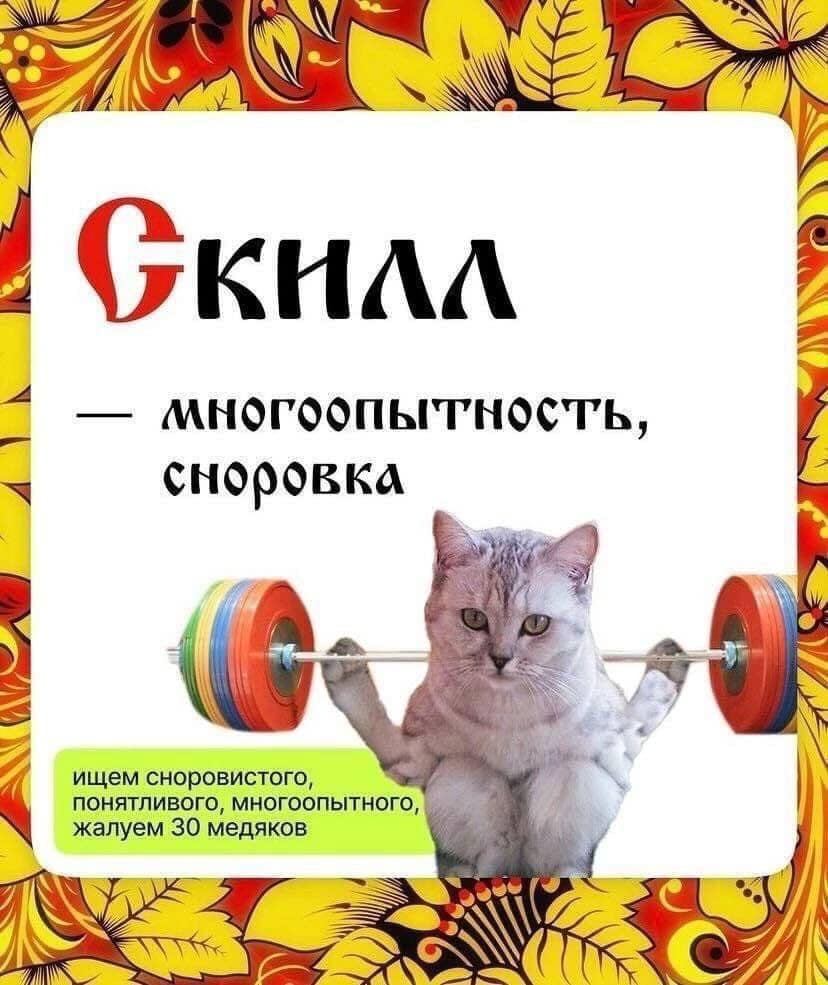 Скилл
— многоопытность,
сноровка
ищем сноровистого,
понятливого, многоопытного,
жалуем 30 медяков